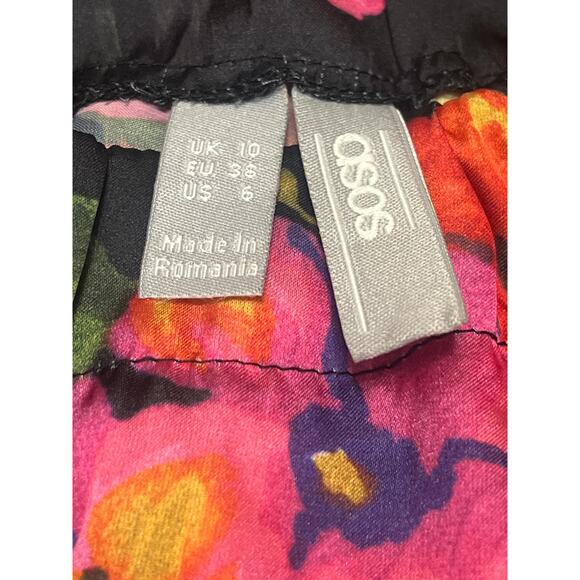 UK 10
EU 38
US 6
Made in
Romania
asos